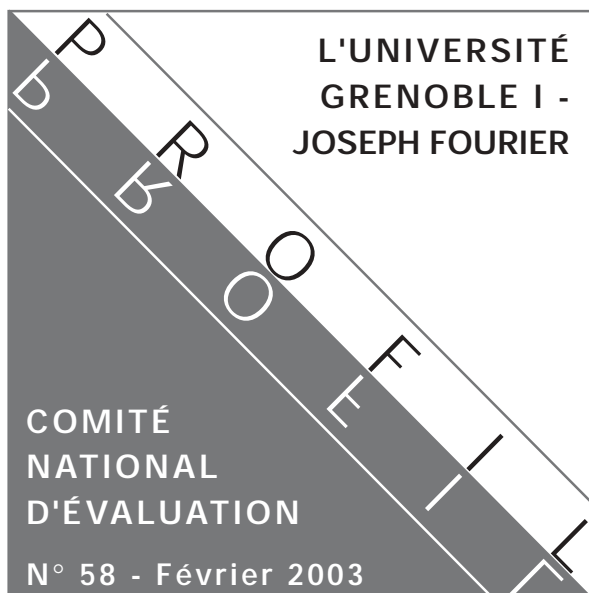 L'UNIVERSITÉ
GRENOBLE I -
JOSEPH FOURIER
PROFIL
COMITÉ
NATIONAL
D'ÉVALUATION
N° 58 - Février 2003